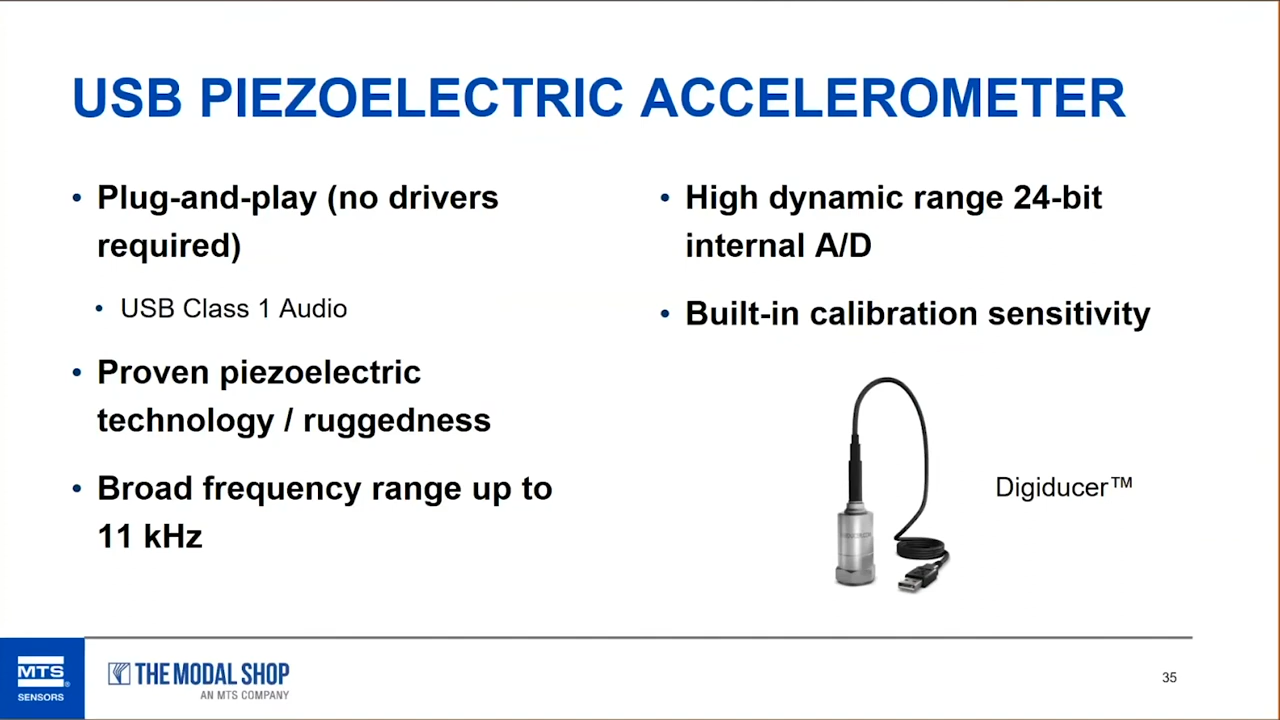 USB PIEZOELECTRIC ACCELEROMETER
• Plug-and-play (no drivers
required)
• USB Class 1 Audio
• Proven piezoelectric
technology / ruggedness
• Broad frequency range up to
11 kHz
• High dynamic range 24-bit
internal A/D
• Built-in calibration sensitivity
Digiducer™
MTS®
SENSORS
THE MODAL SHOP
AN MTS COMPANY
35